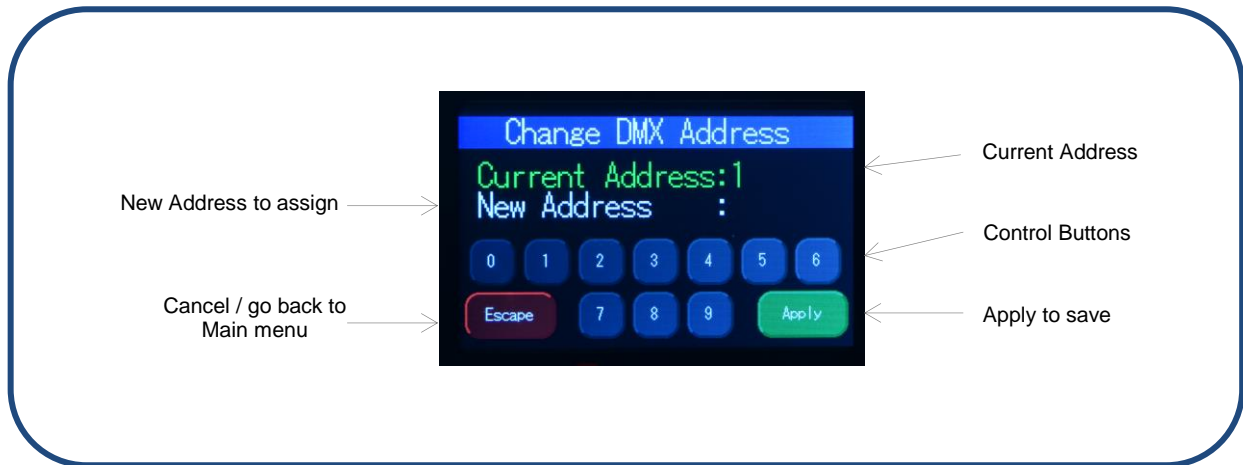 Change DMX Address
Current Address:1
New Address :
0 1 2 3 4 5 6
Escape 7 8 9 Apply
New Address to assign
Cancel / go back to
Main menu
Current Address
Control Buttons
Apply to save